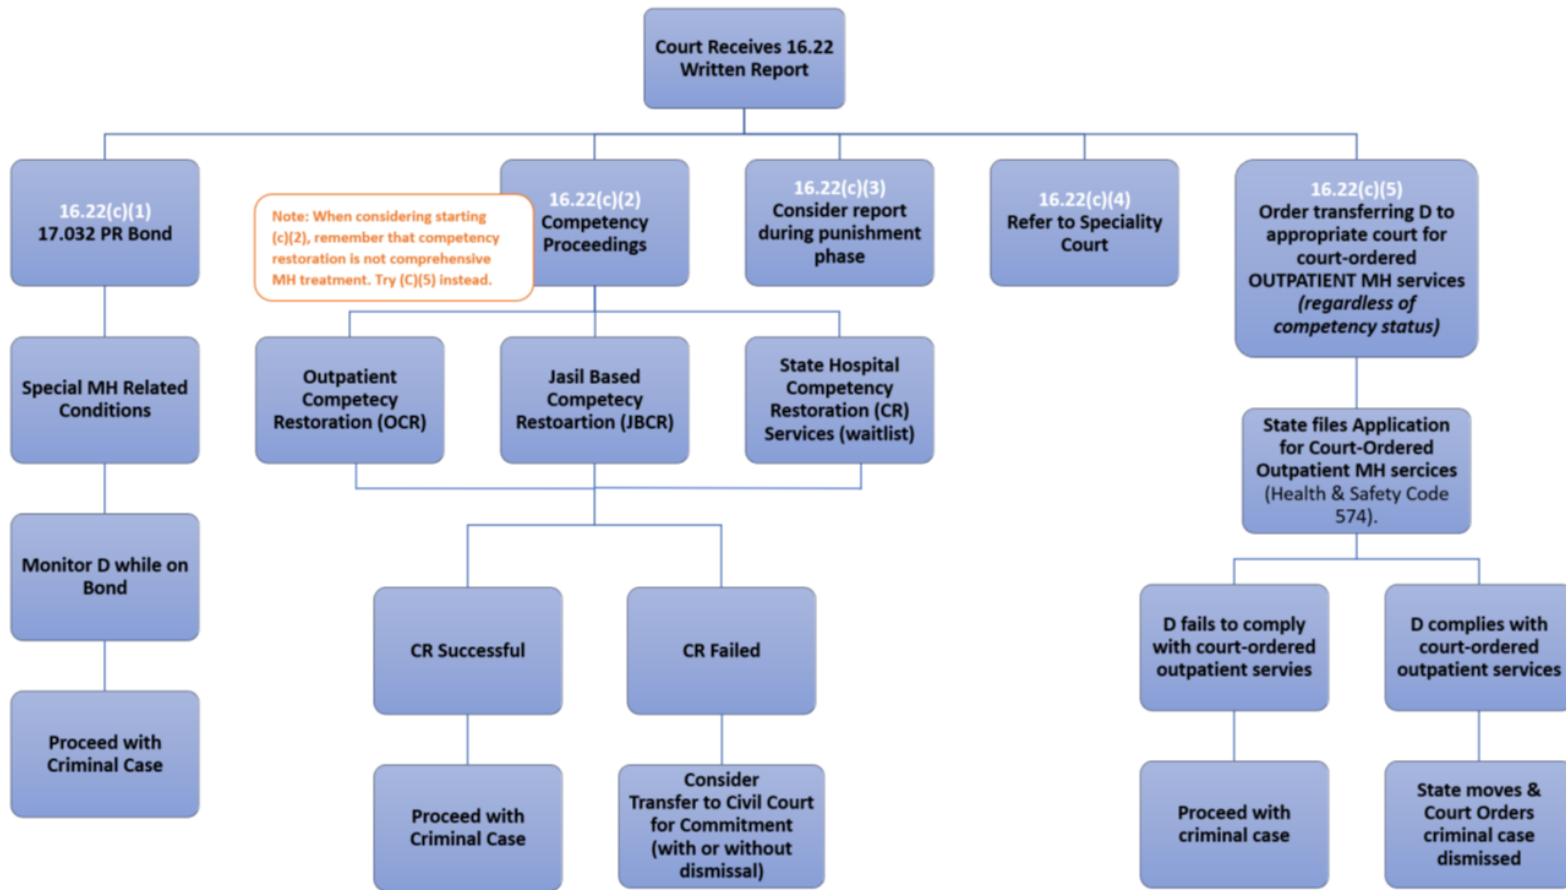 Court Receives 16.22
Written Report
16.22(c)(1)
17.032 PR Bond
Note: When considering starting
(c)(2), remember that competency
restoration is not comprehensive
MH treatment. Try (C)(5) instead.
16.22(c)(2)
Competency
Proceedings
16.22(c)(3)
Consider report
during punishment
phase
16.22(c)(4)
Refer to Speciality
Court
16.22(c)(5)
Order transferring D to
appropriate court for
court-ordered
OUTPATIENT MH services
(regardless of
competency status)
Special MH Related
Conditions
Outpatient
Competecy
Restoration (OCR)
Jasil Based
Competecy
Restoartion (JBCR)
State Hospital
Competency
Restoration (CR)
Services (waitlist)
State files Application
for Court-Ordered
Outpatient MH sercices
(Health & Safety Code
574).
Monitor D while on
Bond
CR Successful
CR Failed
D fails to comply
with court-ordered
outpatient servies
D complies with
court-ordered
outpatient services
Proceed with
Criminal Case
Proceed with
Criminal Case
Consider
Transfer to Civil Court
for Commitment
(with or without
dismissal)
Proceed with
criminal case
State moves &
Court Orders
criminal case
dismissed